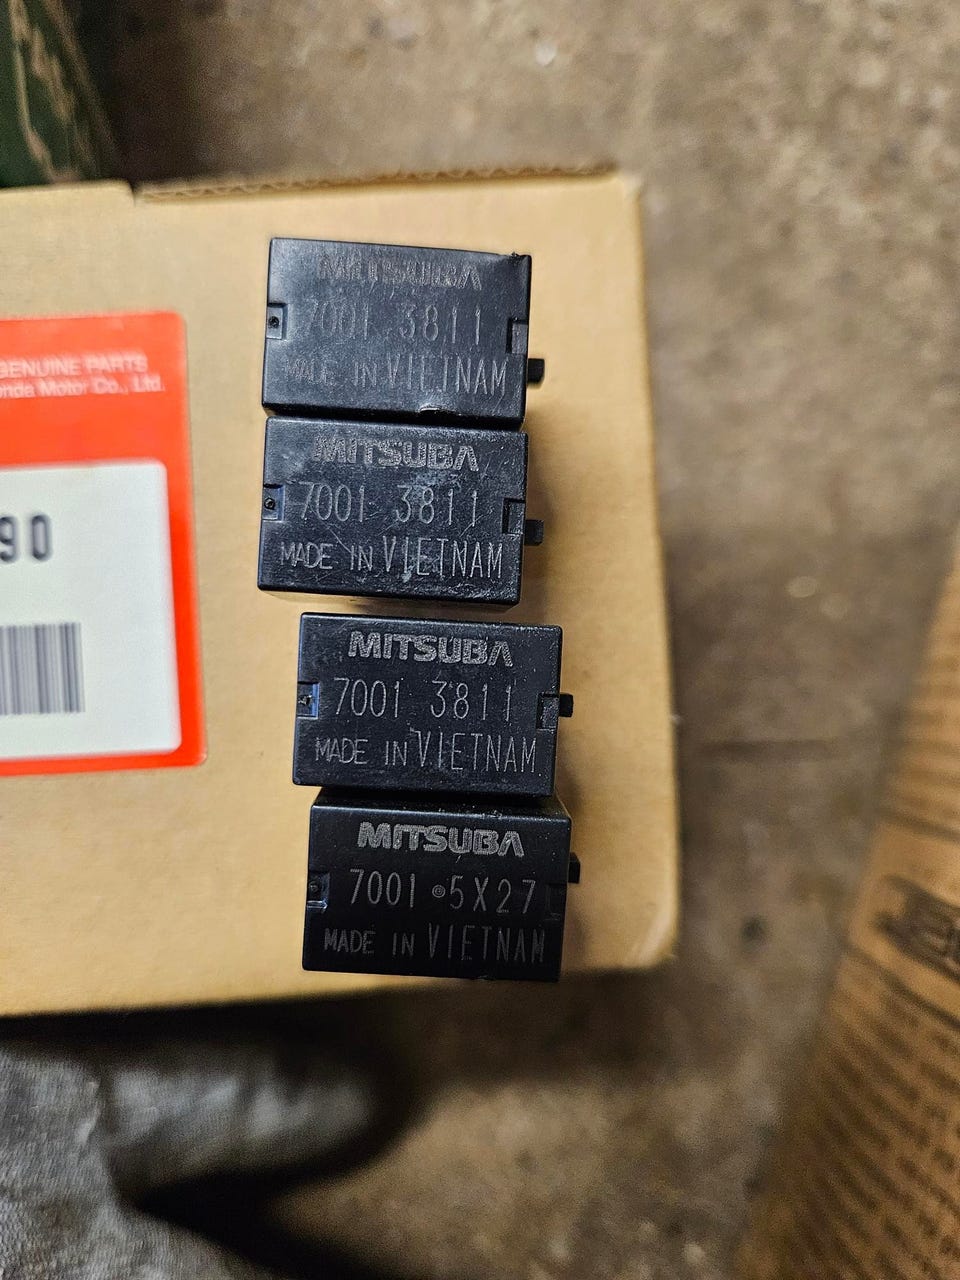 MITSUBA
7001 3811
MADE IN VIETNAM
GENUINE PARTS
onda Motor Co., Ltd.
MITSUBA
7001 3811
MADE IN VIETNAM
90
MITSUBA
7001 3811
MADE IN VIETNAM
MITSUBA
7001 5X27
MADE IN VIETNAM